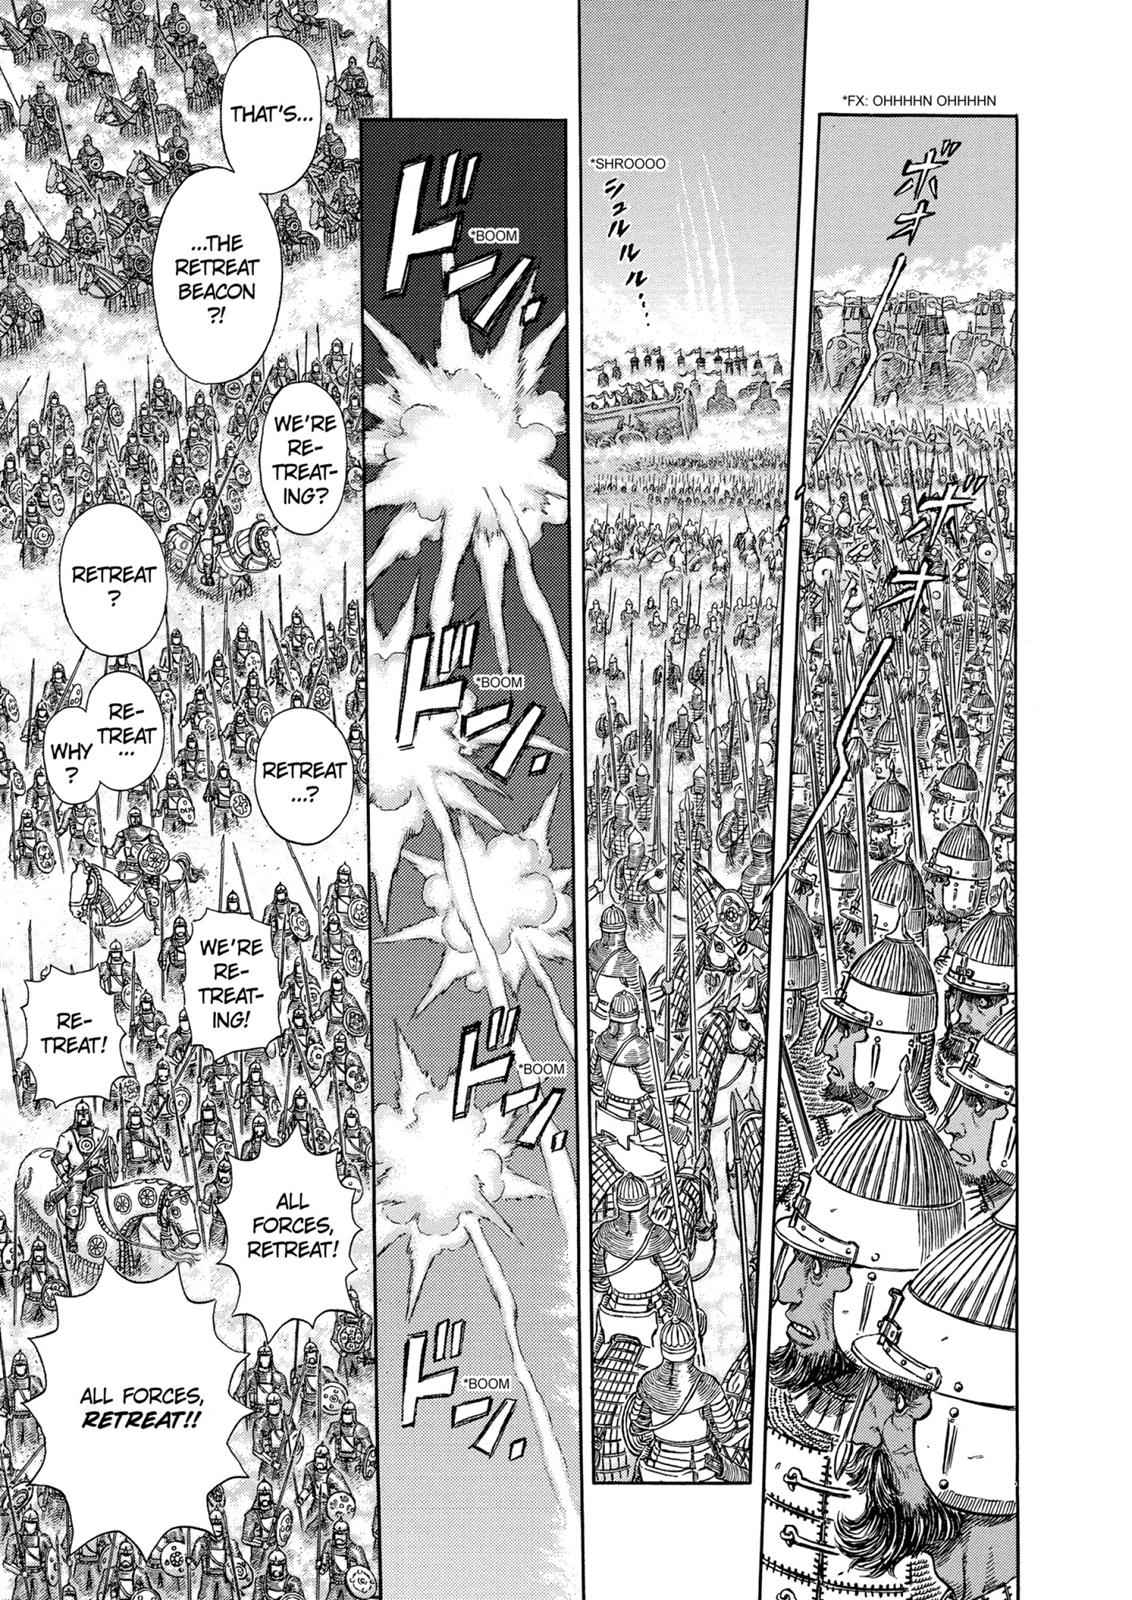 *FX: OHHHHN OHHHHN
ボ
オ
ボ
オ
*SHROOOO
シュルルル…
*BOOM
ドーン
*BOOM
ドーン
*BOOM
ドーン
*BOOM
ドーン
THAT'S...
...THE
RETREAT
BEACON
?!
WE'RE
RE-
TREAT-
ING?
RETREAT
?
RE-
TREAT
...
WHY
?
RETREAT
...?
WE'RE
RE-
TREAT-
ING!
RE-
TREAT!
ALL
FORCES,
RETREAT!
ALL FORCES,
RETREAT!!